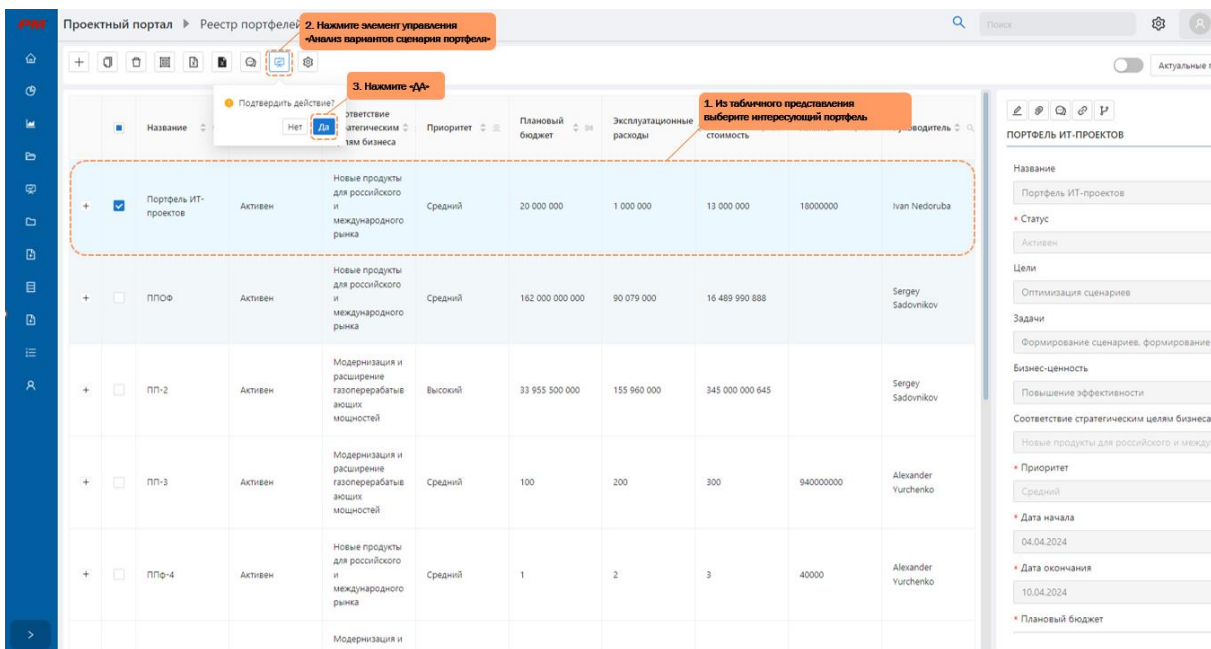 PM
Проектный портал
Реестр портфелей
2. Нажмите элемент управления
«Анализ вариантов сценария портфеля»
Поиск
Актуальные
3. Нажмите «ДА»
Подтвердить действие?
Нет
Да
1. Из табличного представления
выберите интересующий портфель
Название
Приоритет
Плановый
бюджет
Эксплуатационные
расходы
стоимость
бизнеса
Портфель ИТ-
проектов
Активен
Новые продукты
для российского
и
международного
рынка
Средний
20 000 000
1 000 000
13 000 000
18000000
Ivan Nedoruba
ППОФ
Активен
Новые продукты
для российского
и
международного
рынка
Средний
162 000 000 000
90 079 000
16 489 990 888
Sergey
Sadovnikov
ПП-2
Активен
Модернизация и
расширение
газоперерабатыв
ающих
мощностей
Высокий
33 955 500 000
155 960 000
345 000 000 645
Sergey
Sadovnikov
ПП-3
Активен
Модернизация и
расширение
газоперерабатыв
ающих
мощностей
Средний
100
200
300
940000000
Alexander
Yurchenko
ППф-4
Активен
Новые продукты
для российского
и
международного
рынка
Средний
1
2
3
40000
Alexander
Yurchenko
Модернизация и
ПОРТФЕЛЬ ИТ-ПРОЕКТОВ
Название
Портфель ИТ-проектов
* Статус
Активен
Цели
Оптимизация сценариев
Задачи
Формирование сценариев, формирование
Бизнес-ценность
Повышение эффективности
Соответствие стратегическим целям бизнеса
Новые продукты для российского и между
* Приоритет
Средний
* Дата начала
04.04.2024
* Дата окончания
10.04.2024
* Плановый бюджет